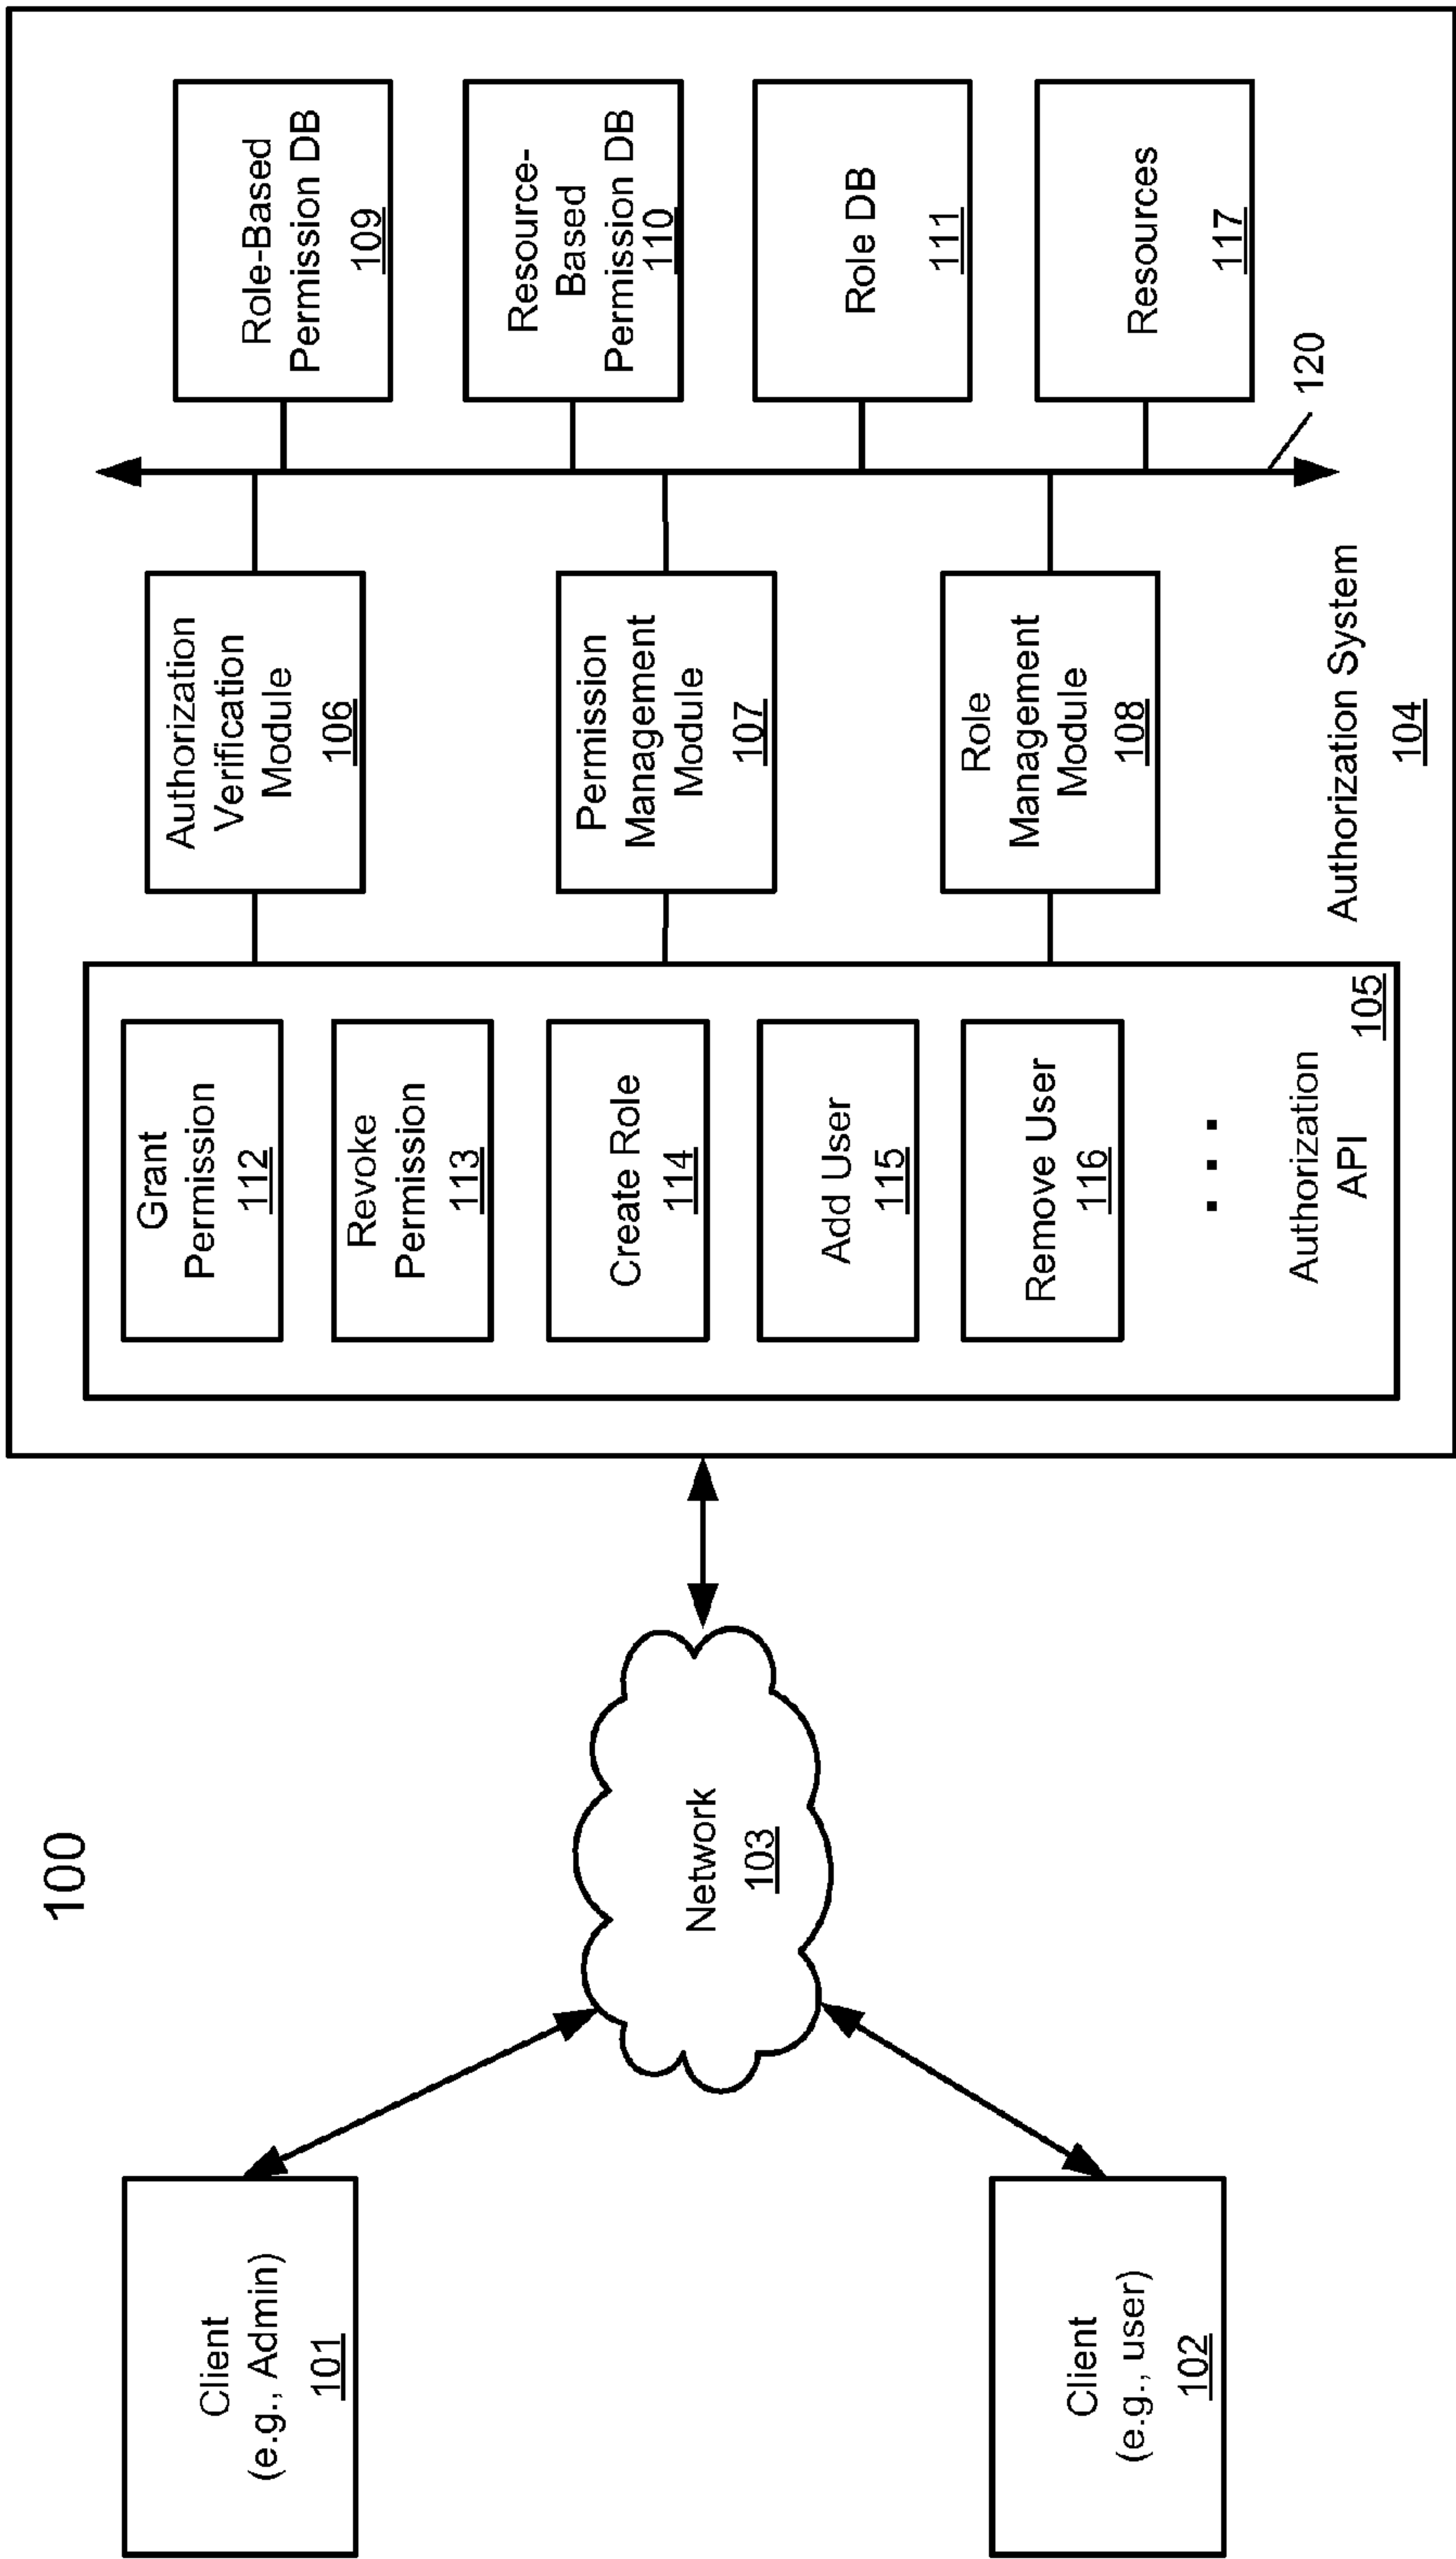 100
Client
(e.g., Admin)
101
Client
(e.g., user)
102
Network
103
Grant
Permission
112
Revoke
Permission
113
Create Role
114
Add User
115
Remove User
116
. . .
Authorization
API
105
Authorization
Verification
Module
106
Permission
Management
Module
107
Role
Management
Module
108
Authorization System
104
Role-Based
Permission DB
109
Resource-
Based
Permission DB
110
Role DB
111
Resources
117
120